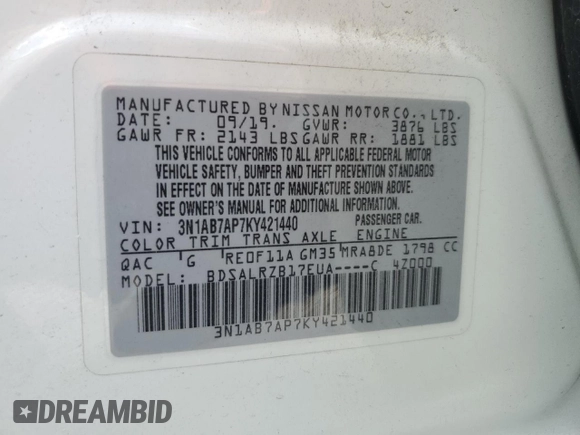 MANUFACTURED BY NISSAN MOTOR CO., LTD.
DATE: 09/19. GVWR: 3876 LBS
GAWR FR: 2143 LBS GAWR RR: 1881 LBS
THIS VEHICLE CONFORMS TO ALL APPLICABLE FEDERAL MOTOR
VEHICLE SAFETY, BUMPER AND THEFT PREVENTION STANDARDS
IN EFFECT ON THE DATE OF MANUFACTURE SHOWN ABOVE.
SEE OWNER'S MANUAL FOR ADDITIONAL INFORMATION.
VIN: 3N1AB7AP7KY421440 PASSENGER CAR.
COLOR TRIM TRANS AXLE ENGINE
QAC G RE0F11A GM35 MRA8DE 1798 CC
MODEL: BDSALRZB17EUA----C 4Z000
3N1AB7AP7KY421440
DREAMBID